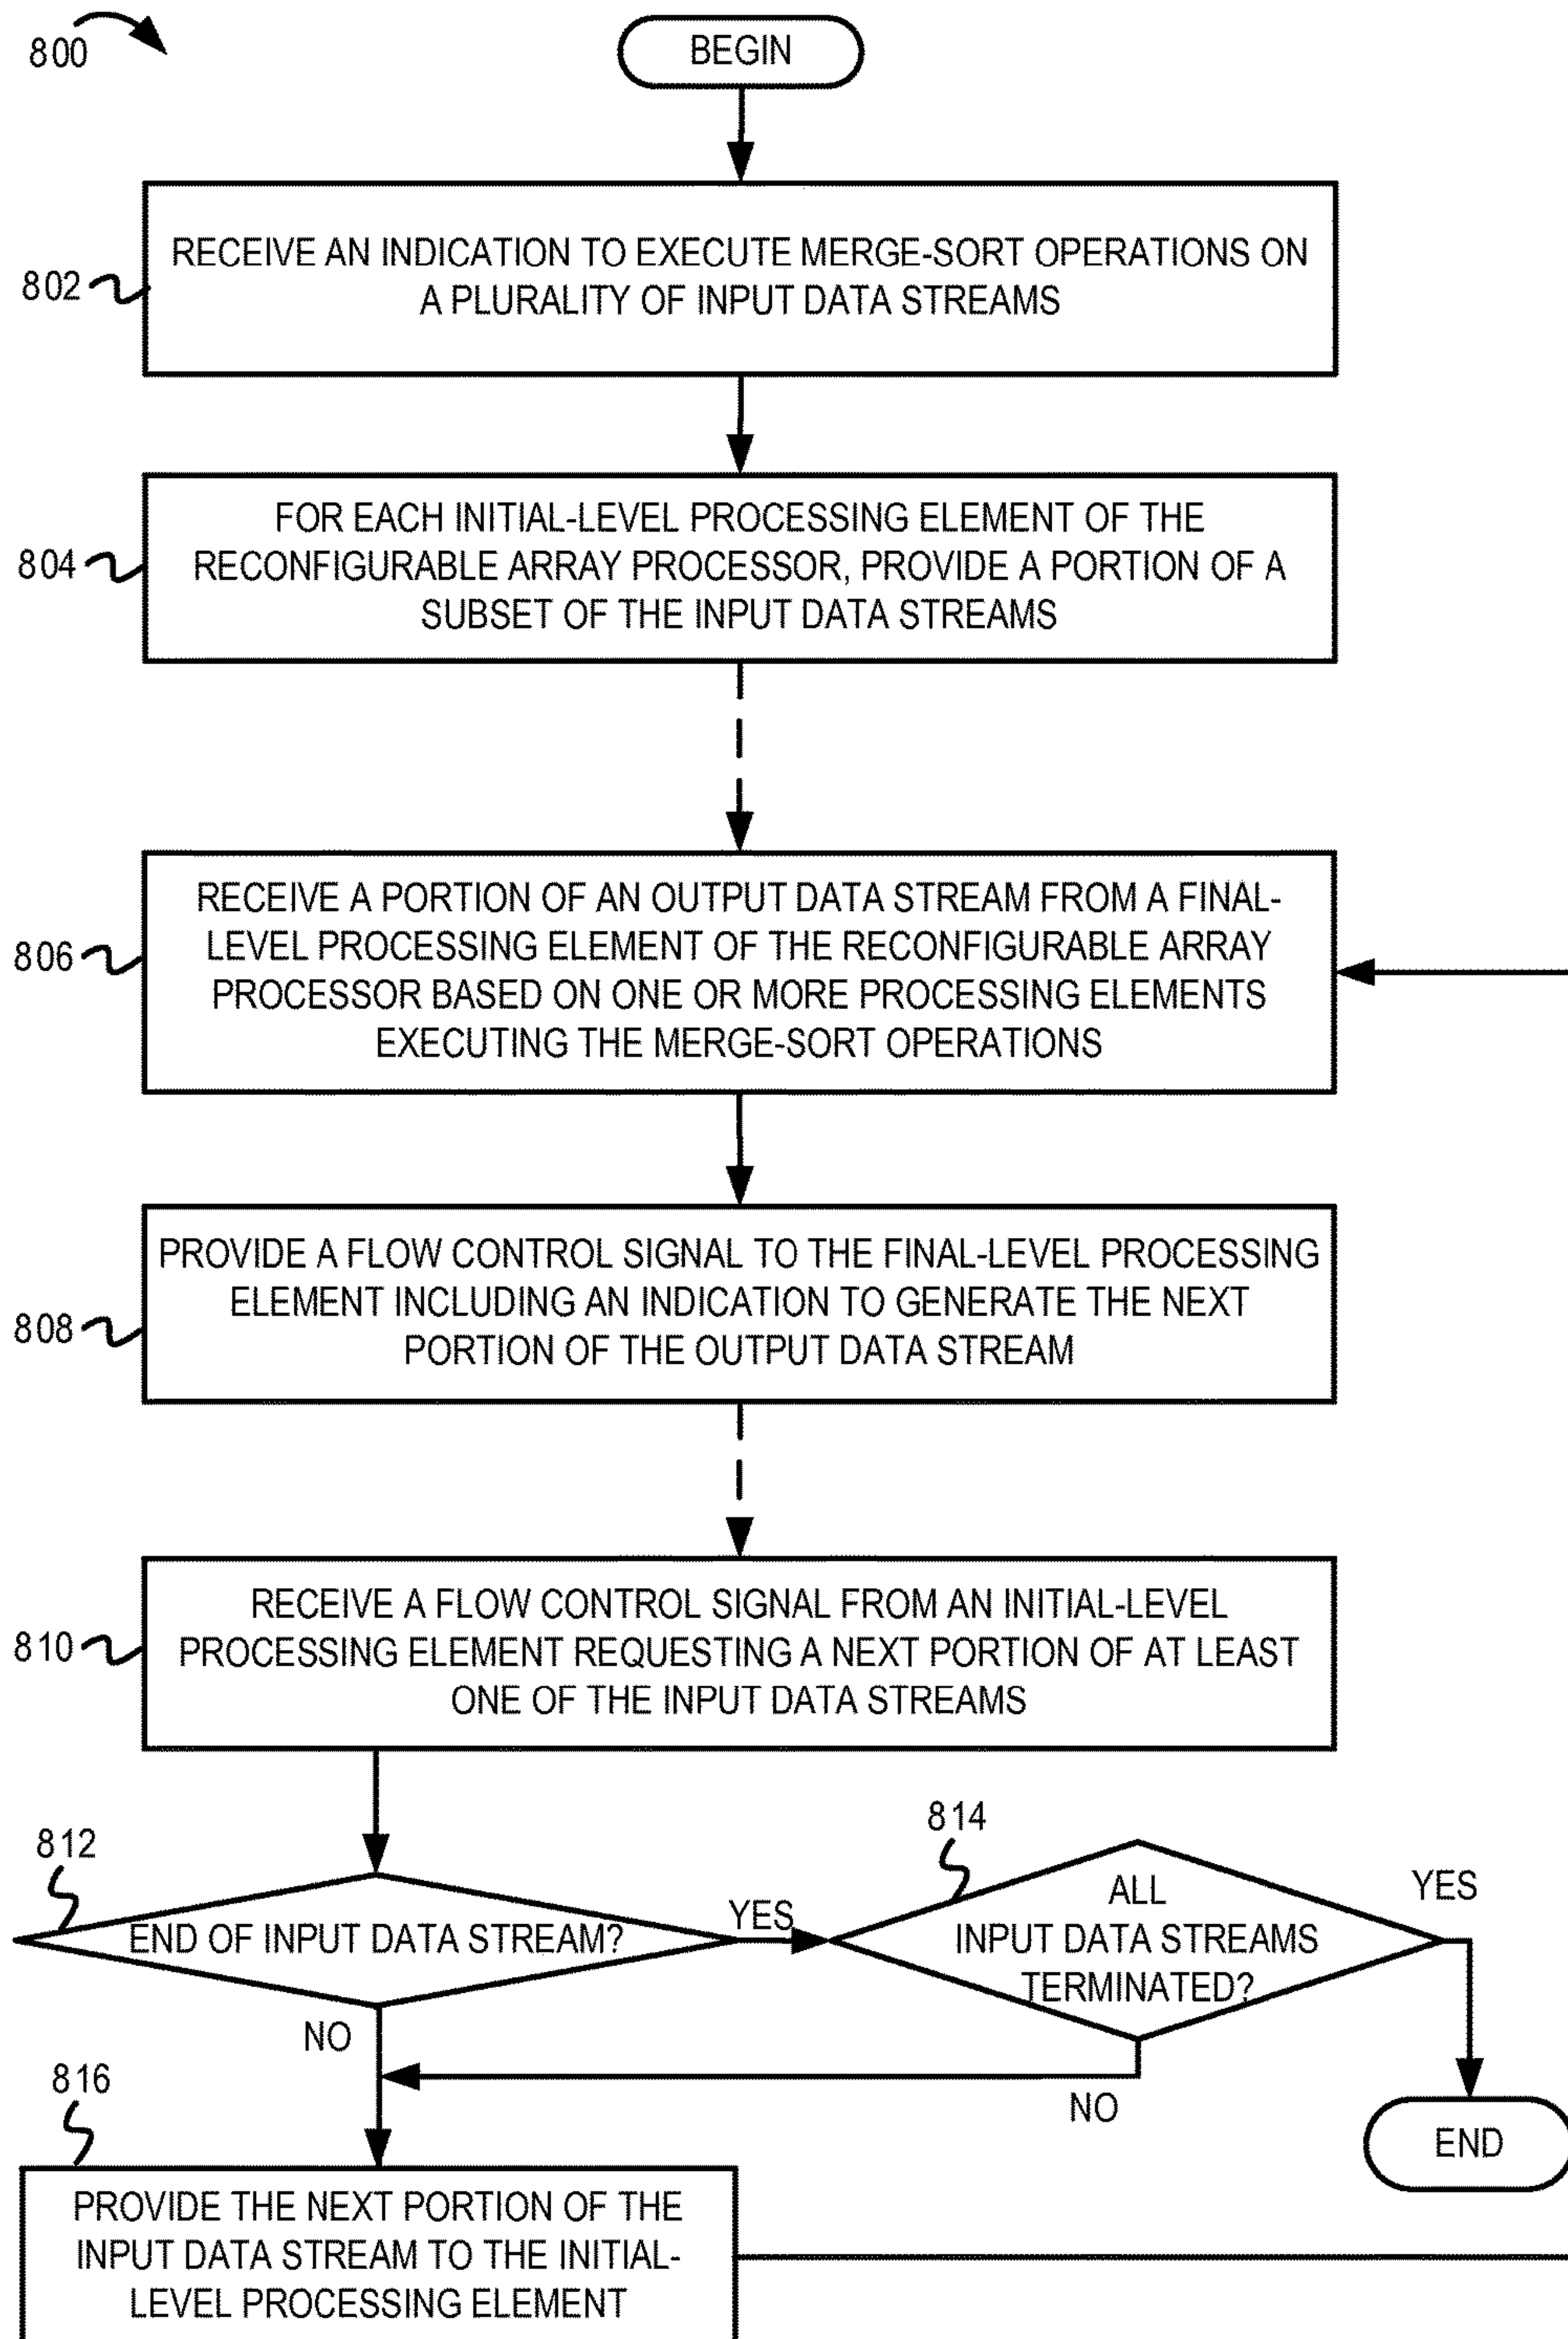 800
BEGIN
802
RECEIVE AN INDICATION TO EXECUTE MERGE-SORT OPERATIONS ON
A PLURALITY OF INPUT DATA STREAMS
804
FOR EACH INITIAL-LEVEL PROCESSING ELEMENT OF THE
RECONFIGURABLE ARRAY PROCESSOR, PROVIDE A PORTION OF A
SUBSET OF THE INPUT DATA STREAMS
806
RECEIVE A PORTION OF AN OUTPUT DATA STREAM FROM A FINAL-
LEVEL PROCESSING ELEMENT OF THE RECONFIGURABLE ARRAY
PROCESSOR BASED ON ONE OR MORE PROCESSING ELEMENTS
EXECUTING THE MERGE-SORT OPERATIONS
808
PROVIDE A FLOW CONTROL SIGNAL TO THE FINAL-LEVEL PROCESSING
ELEMENT INCLUDING AN INDICATION TO GENERATE THE NEXT
PORTION OF THE OUTPUT DATA STREAM
810
RECEIVE A FLOW CONTROL SIGNAL FROM AN INITIAL-LEVEL
PROCESSING ELEMENT REQUESTING A NEXT PORTION OF AT LEAST
ONE OF THE INPUT DATA STREAMS
812
END OF INPUT DATA STREAM?
YES
NO
814
ALL
INPUT DATA STREAMS
TERMINATED?
YES
NO
END
816
PROVIDE THE NEXT PORTION OF THE
INPUT DATA STREAM TO THE INITIAL-
LEVEL PROCESSING ELEMENT